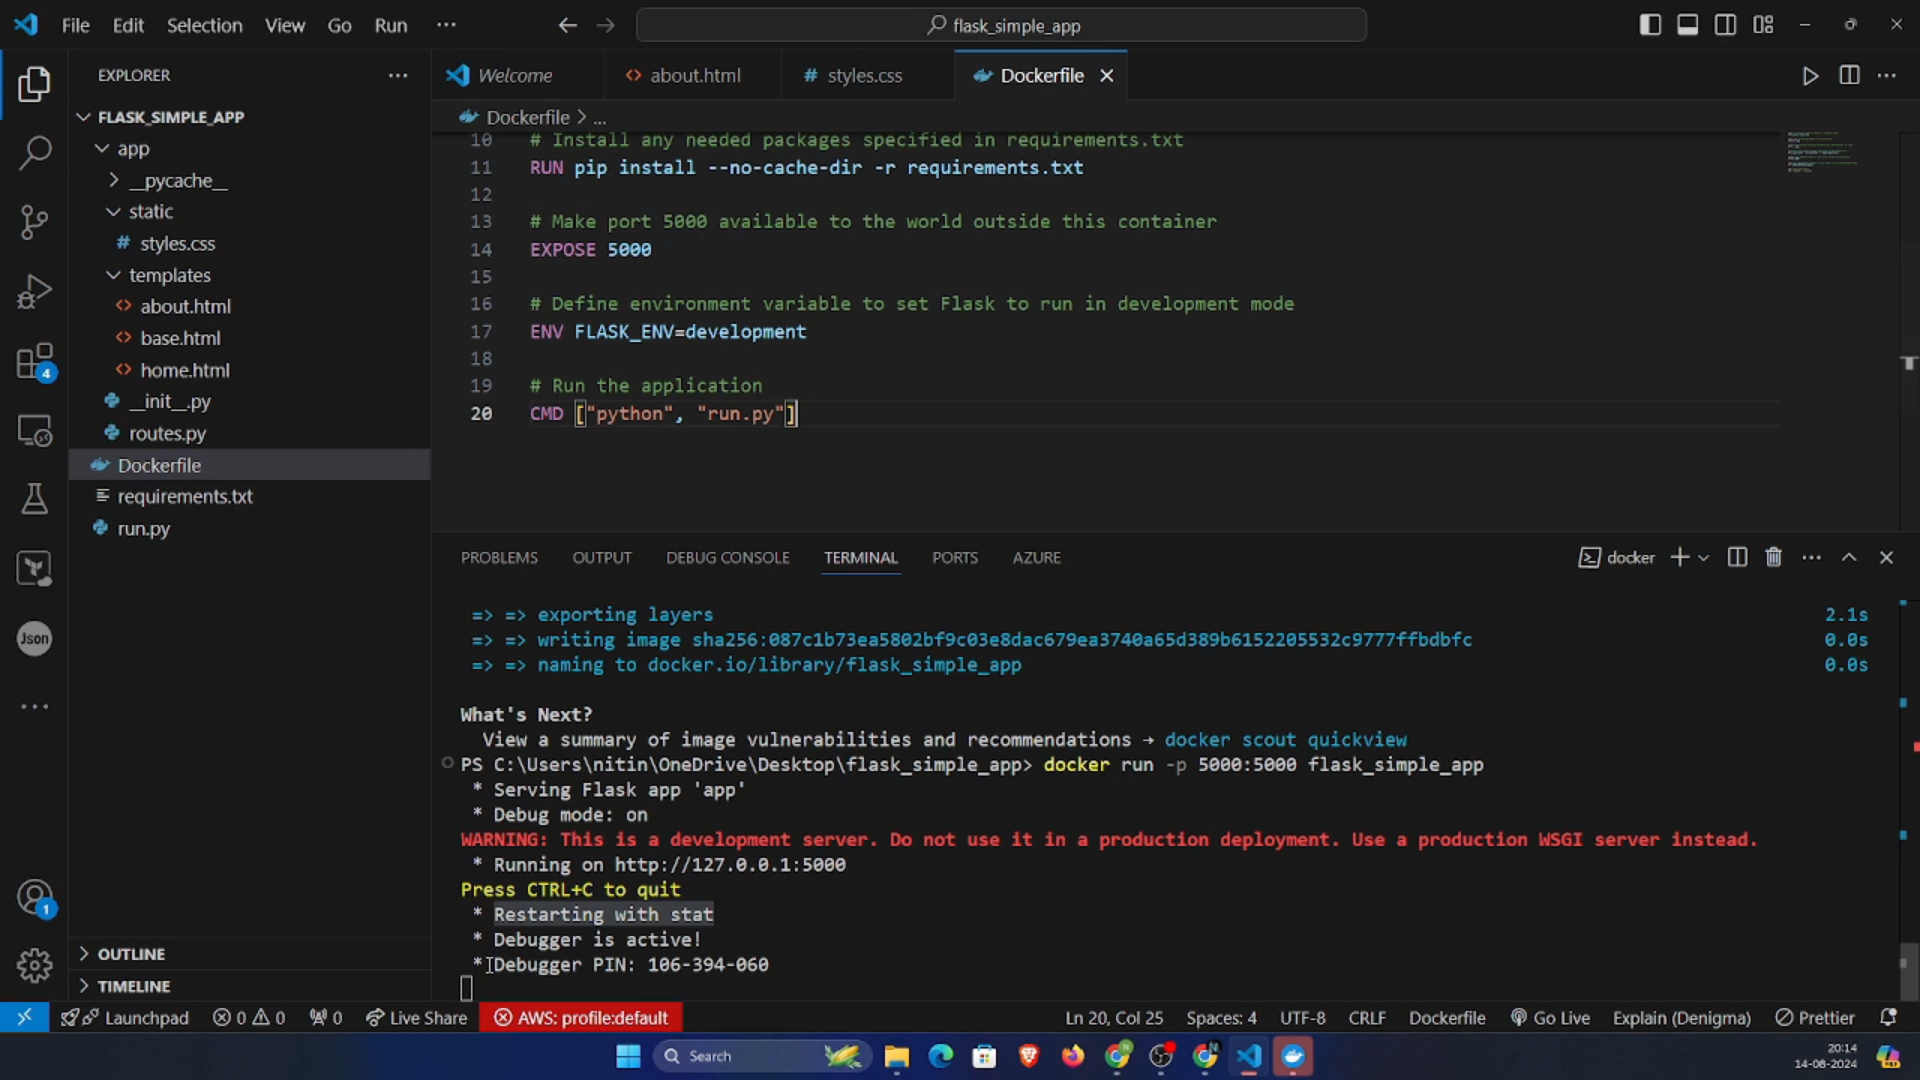 File Edit Selection View Go Run ··· flask_simple_app
EXPLORER
Welcome about.html styles.css Dockerfile
FLASK_SIMPLE_APP
app
__pycache__
static
styles.css
templates
about.html
base.html
home.html
__init__.py
routes.py
Dockerfile
requirements.txt
run.py
OUTLINE
TIMELINE
4
Json
1
Dockerfile > ...
10 # Install any needed packages specified in requirements.txt
11 RUN pip install --no-cache-dir -r requirements.txt
12
13 # Make port 5000 available to the world outside this container
14 EXPOSE 5000
15
16 # Define environment variable to set Flask to run in development mode
17 ENV FLASK_ENV=development
18
19 # Run the application
20 CMD ["python", "run.py"]
PROBLEMS OUTPUT DEBUG CONSOLE TERMINAL PORTS AZURE docker
=> => exporting layers 2.1s
=> => writing image sha256:087c1b73ea5802bf9c03e8dac679ea3740a65d389b6152205532c9777ffbdbfc 0.0s
=> => naming to docker.io/library/flask_simple_app 0.0s
What's Next?
View a summary of image vulnerabilities and recommendations → docker scout quickview
PS C:\Users\nitin\OneDrive\Desktop\flask_simple_app> docker run -p 5000:5000 flask_simple_app
* Serving Flask app 'app'
* Debug mode: on
WARNING: This is a development server. Do not use it in a production deployment. Use a production WSGI server instead.
* Running on http://127.0.0.1:5000
Press CTRL+C to quit
* Restarting with stat
* Debugger is active!
* Debugger PIN: 106-394-060
Launchpad 0 0 0 Live Share AWS: profile:default Ln 20, Col 25 Spaces: 4 UTF-8 CRLF Dockerfile Go Live Explain (Denigma) Prettier
Search
20:14
14-08-2024